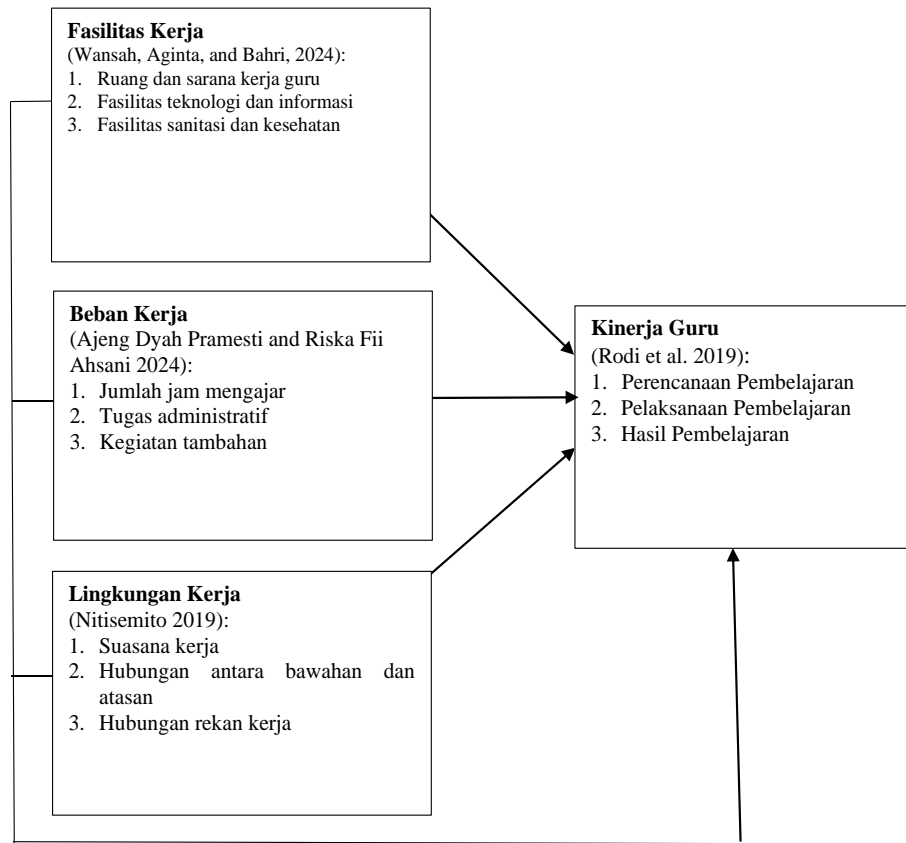 Fasilitas Kerja
(Wansah, Aginta, and Bahri, 2024):
1. Ruang dan sarana kerja guru
2. Fasilitas teknologi dan informasi
3. Fasilitas sanitasi dan kesehatan
Beban Kerja
(Ajeng Dyah Pramesti and Riska Fii
Ahsani 2024):
1. Jumlah jam mengajar
2. Tugas administratif
3. Kegiatan tambahan
Lingkungan Kerja
(Nitisemito 2019):
1. Suasana kerja
2. Hubungan antara bawahan dan
atasan
3. Hubungan rekan kerja
Kinerja Guru
(Rodi et al. 2019):
1. Perencanaan Pembelajaran
2. Pelaksanaan Pembelajaran
3. Hasil Pembelajaran